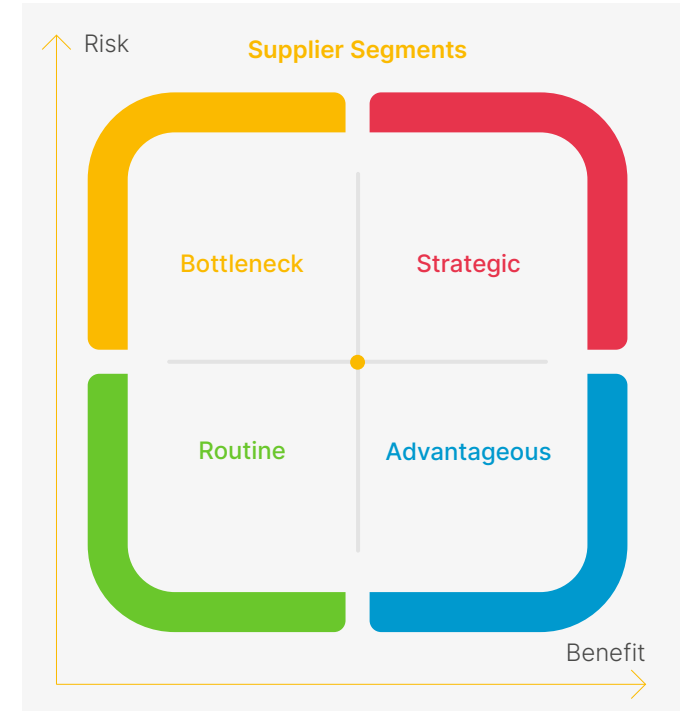 Risk
Supplier Segments
Bottleneck
Strategic
Routine
Advantageous
Benefit